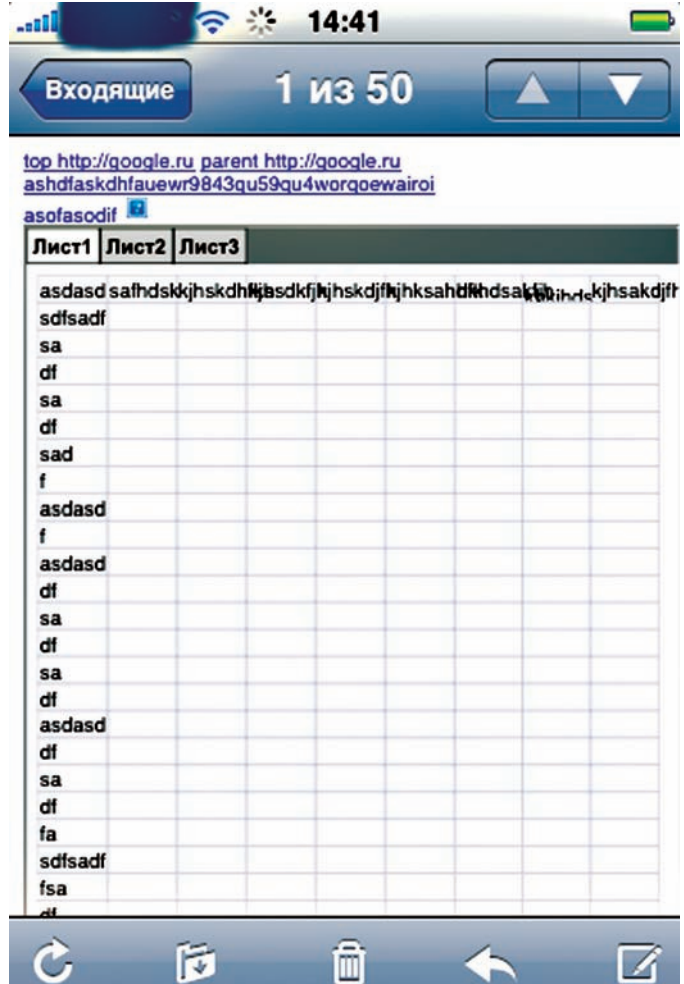 14:41
Входящие 1 из 50
top http://google.ru parent http://google.ru
ashdfaskdhfauewr9843qu59qu4worgoewairoi
asofasodif
Лист1 Лист2 Лист3
asdasd
sdfsadf
sa
df
sa
df
sad
f
asdasd
f
asdasd
df
sa
df
sa
df
asdasd
df
sa
df
fa
sdfsadf
fsa
df